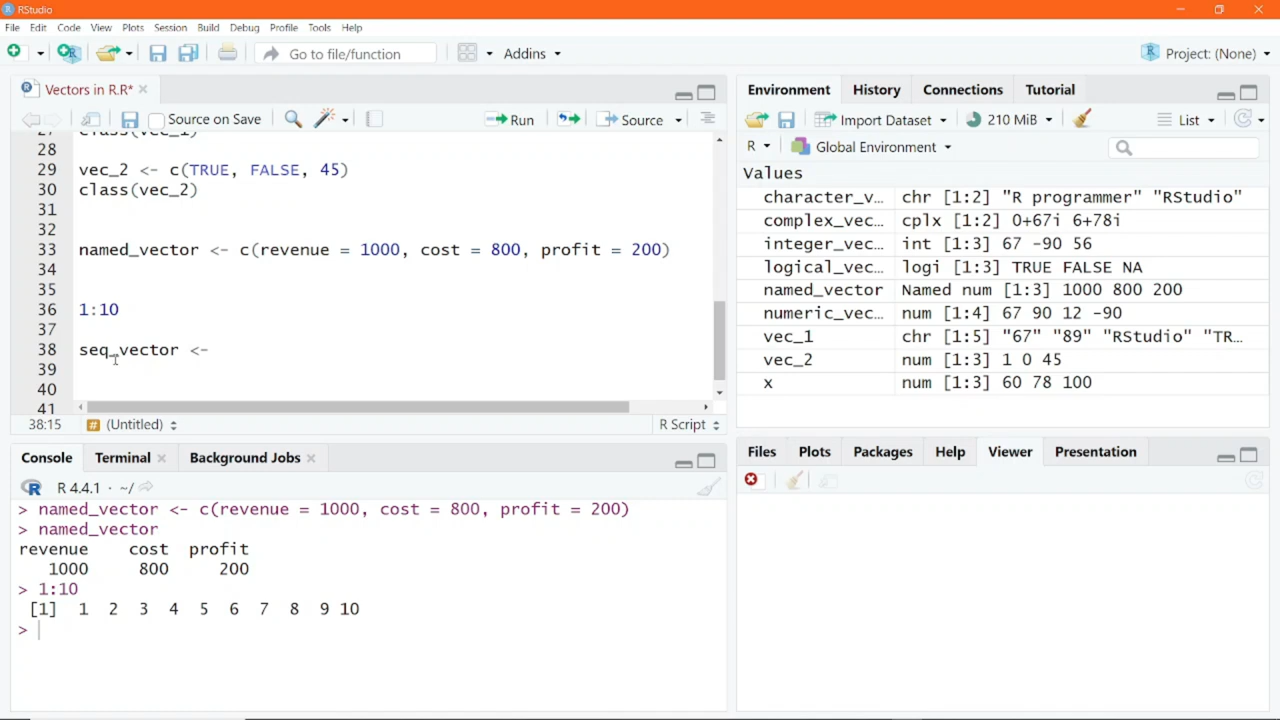 RStudio
File Edit Code View Plots Session Build Debug Profile Tools Help
Go to file/function Addins Project: (None)
Vectors in R.R*
Source on Save Run Source
27 class(vec_1)
28
29 vec_2 <- c(TRUE, FALSE, 45)
30 class(vec_2)
31
32
33 named_vector <- c(revenue = 1000, cost = 800, profit = 200)
34
35
36 1:10
37
38 seq_vector <-
39
40
41
38:15 # (Untitled) R Script
Console Terminal Background Jobs
R R 4.4.1 · ~/
> named_vector <- c(revenue = 1000, cost = 800, profit = 200)
> named_vector
revenue cost profit
1000 800 200
> 1:10
[1] 1 2 3 4 5 6 7 8 9 10
>
Environment History Connections Tutorial
Import Dataset 210 MiB List
R Global Environment
Values
character_v… chr [1:2] "R programmer" "RStudio"
complex_vec… cplx [1:2] 0+67i 6+78i
integer_vec… int [1:3] 67 -90 56
logical_vec… logi [1:3] TRUE FALSE NA
named_vector Named num [1:3] 1000 800 200
numeric_vec… num [1:4] 67 90 12 -90
vec_1 chr [1:5] "67" "89" "RStudio" "TR…
vec_2 num [1:3] 1 0 45
x num [1:3] 60 78 100
Files Plots Packages Help Viewer Presentation